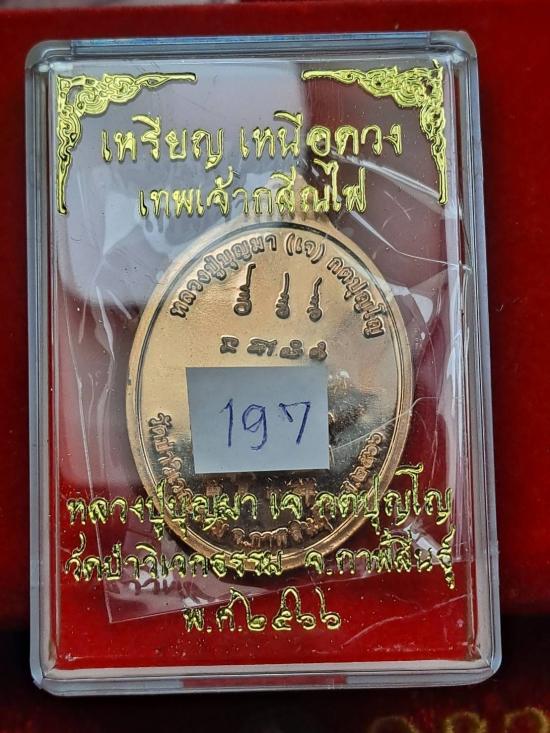 เหรียญ เหนือดวง
เทพเจ้ากสิณไฟ
หลวงปู่บุญมา (เจ) กตปุญฺโญ
197
หลวงปู่บุญมา เจ กตปุญฺโญ
วัดป่าวิเวกธรรม จ.กาฬสินธุ์
พ.ศ.๒๕๖๖